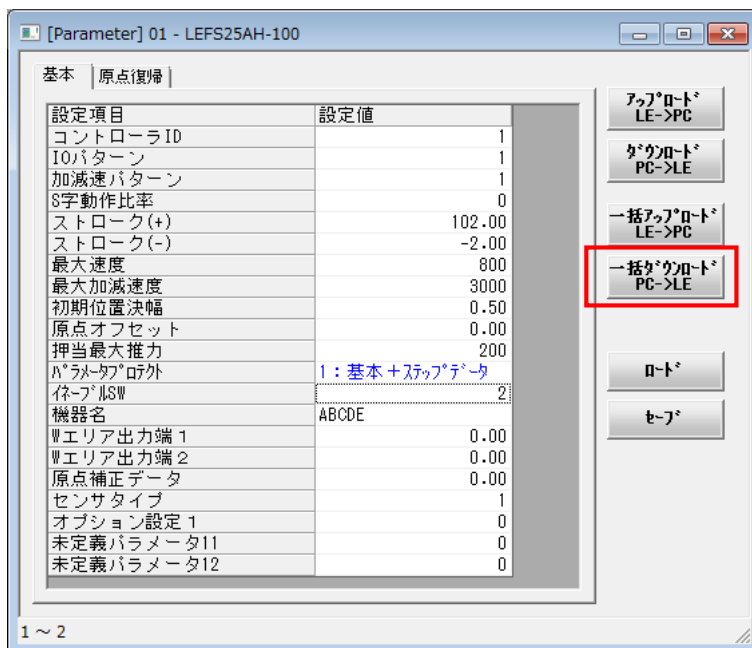 [Parameter] 01 - LEFS25AH-100
基本 原点復帰
設定項目 設定値
コントローラID 1
IOパターン 1
加減速パターン 1
S字動作比率 0
ストローク(+) 102.00
ストローク(-) -2.00
最大速度 800
最大加減速度 3000
初期位置決幅 0.50
原点オフセット 0.00
押当最大推力 200
ﾊﾟﾗﾒｰﾀﾌﾟﾛﾃｸﾄ 1：基本＋ｽﾃｯﾌﾟﾃﾞｰﾀ
ｲﾈｰﾌﾞﾙSW 2
機器名 ABCDE
Wエリア出力端１ 0.00
Wエリア出力端２ 0.00
原点補正データ 0.00
センサタイプ 1
オプション設定１ 0
未定義パラメータ11 0
未定義パラメータ12 0
ｱｯﾌﾟﾛｰﾄﾞ
LE->PC
ﾀﾞｳﾝﾛｰﾄﾞ
PC->LE
一括ｱｯﾌﾟﾛｰﾄﾞ
LE->PC
一括ﾀﾞｳﾝﾛｰﾄﾞ
PC->LE
ﾛｰﾄﾞ
ｾｰﾌﾞ
1 ～ 2